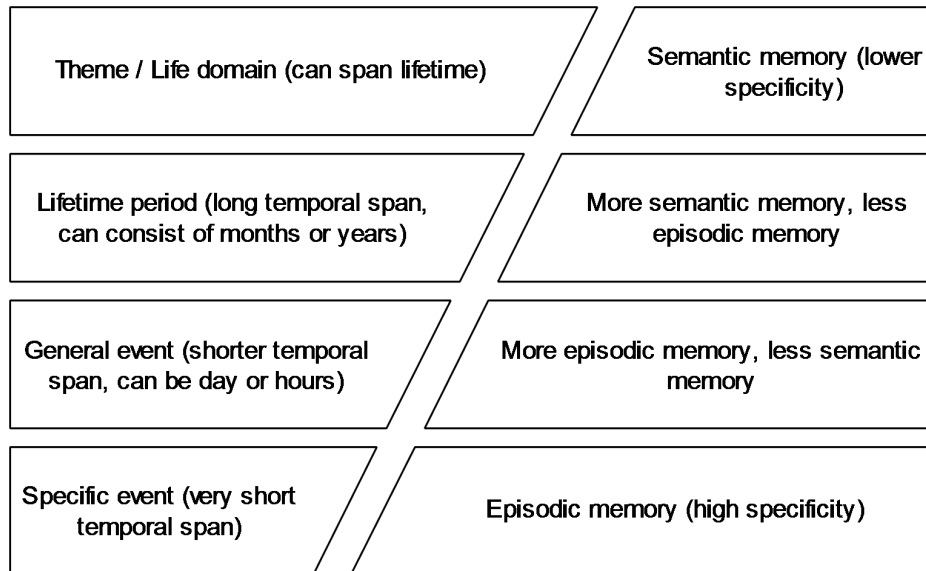 Theme / Life domain (can span lifetime)
Semantic memory (lower
specificity)
Lifetime period (long temporal span,
can consist of months or years)
More semantic memory, less
episodic memory
General event (shorter temporal
span, can be day or hours)
More episodic memory, less semantic
memory
Specific event (very short
temporal span)
Episodic memory (high specificity)